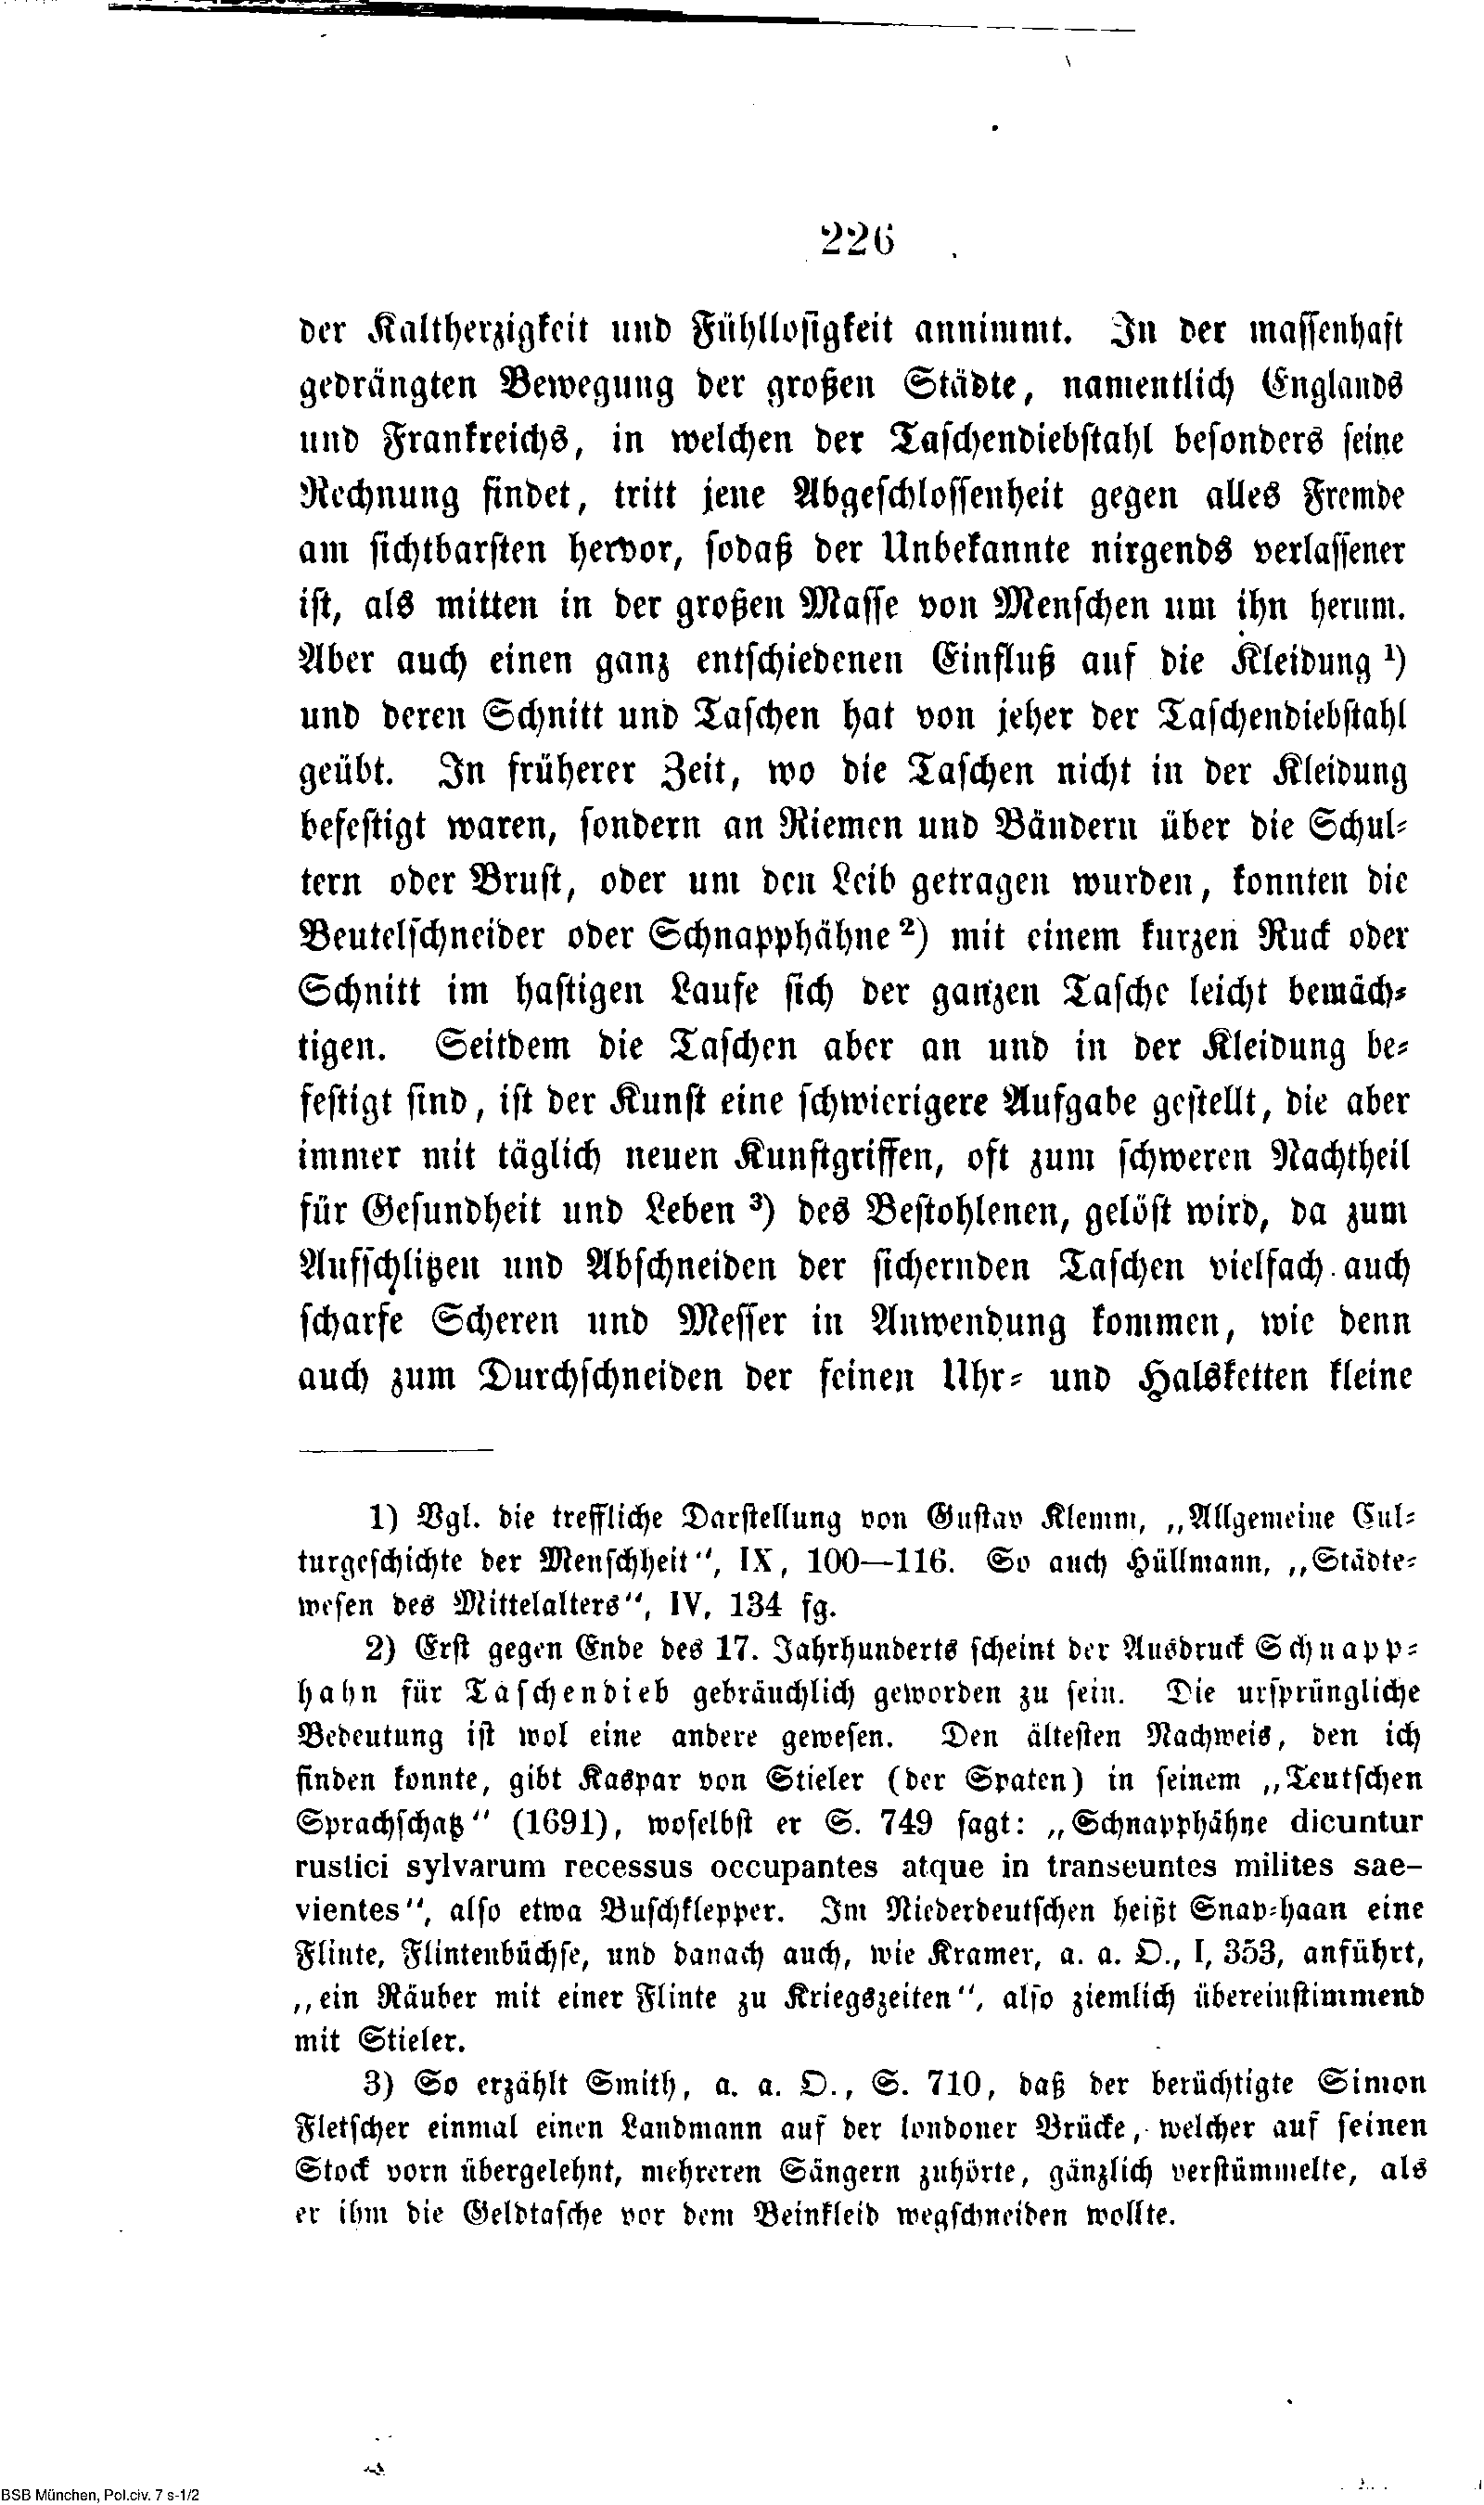 226
der Kaltherzigkeit und Fühllosigkeit annimmt. In der massenhaft
gedrängten Bewegung der großen Städte, namentlich Englands
und Frankreichs, in welchen der Taschendiebstahl besonders seine
Rechnung findet, tritt jene Abgeschlossenheit gegen alles Fremde
am sichtbarsten hervor, sodaß der Unbekannte nirgends verlassener
ist, als mitten in der großen Masse von Menschen um ihn herum.
Aber auch einen ganz entschiedenen Einfluß auf die Kleidung ¹)
und deren Schnitt und Taschen hat von jeher der Taschendiebstahl
geübt. In früherer Zeit, wo die Taschen nicht in der Kleidung
befestigt waren, sondern an Riemen und Bändern über die Schul-
tern oder Brust, oder um den Leib getragen wurden, konnten die
Beutelschneider oder Schnapphähne ²) mit einem kurzen Ruck oder
Schnitt im hastigen Laufe sich der ganzen Tasche leicht bemäch-
tigen. Seitdem die Taschen aber an und in der Kleidung be-
festigt sind, ist der Kunst eine schwierigere Aufgabe gestellt, die aber
immer mit täglich neuen Kunstgriffen, oft zum schweren Nachtheil
für Gesundheit und Leben ³) des Bestohlenen, gelöst wird, da zum
Aufschlitzen und Abschneiden der sichernden Taschen vielfach auch
scharfe Scheren und Messer in Anwendung kommen, wie denn
auch zum Durchschneiden der feinen Uhr- und Halsketten kleine
1) Vgl. die treffliche Darstellung von Gustav Klemm, „Allgemeine Cul-
turgeschichte der Menschheit“, IX, 100—116. So auch Hüllmann, „Städte-
wesen des Mittelalters“, IV, 134 fg.
2) Erst gegen Ende des 17. Jahrhunderts scheint der Ausdruck Schnapp-
hahn für Taschendieb gebräuchlich geworden zu sein. Die ursprüngliche
Bedeutung ist wol eine andere gewesen. Den ältesten Nachweis, den ich
finden konnte, gibt Kaspar von Stieler (der Spaten) in seinem „Teutschen
Sprachschatz“ (1691), woselbst er S. 749 sagt: „Schnapphähne dicuntur
rustici sylvarum recessus occupantes atque in transeuntes milites sae-
vientes“, also etwa Buschklepper. Im Niederdeutschen heißt Snap-haan eine
Flinte, Flintenbüchse, und danach auch, wie Kramer, a. a. O., I, 353, anführt,
„ein Räuber mit einer Flinte zu Kriegszeiten“, also ziemlich übereinstimmend
mit Stieler.
3) So erzählt Smith, a. a. O., S. 710, daß der berüchtigte Simon
Fletscher einmal einen Landmann auf der londoner Brücke, welcher auf seinen
Stock vorn übergelehnt, mehreren Sängern zuhörte, gänzlich verstümmelte, als
er ihm die Geldtasche vor dem Beinkleid wegschneiden wollte.
BSB München, Pol.civ. 7 s-1/2